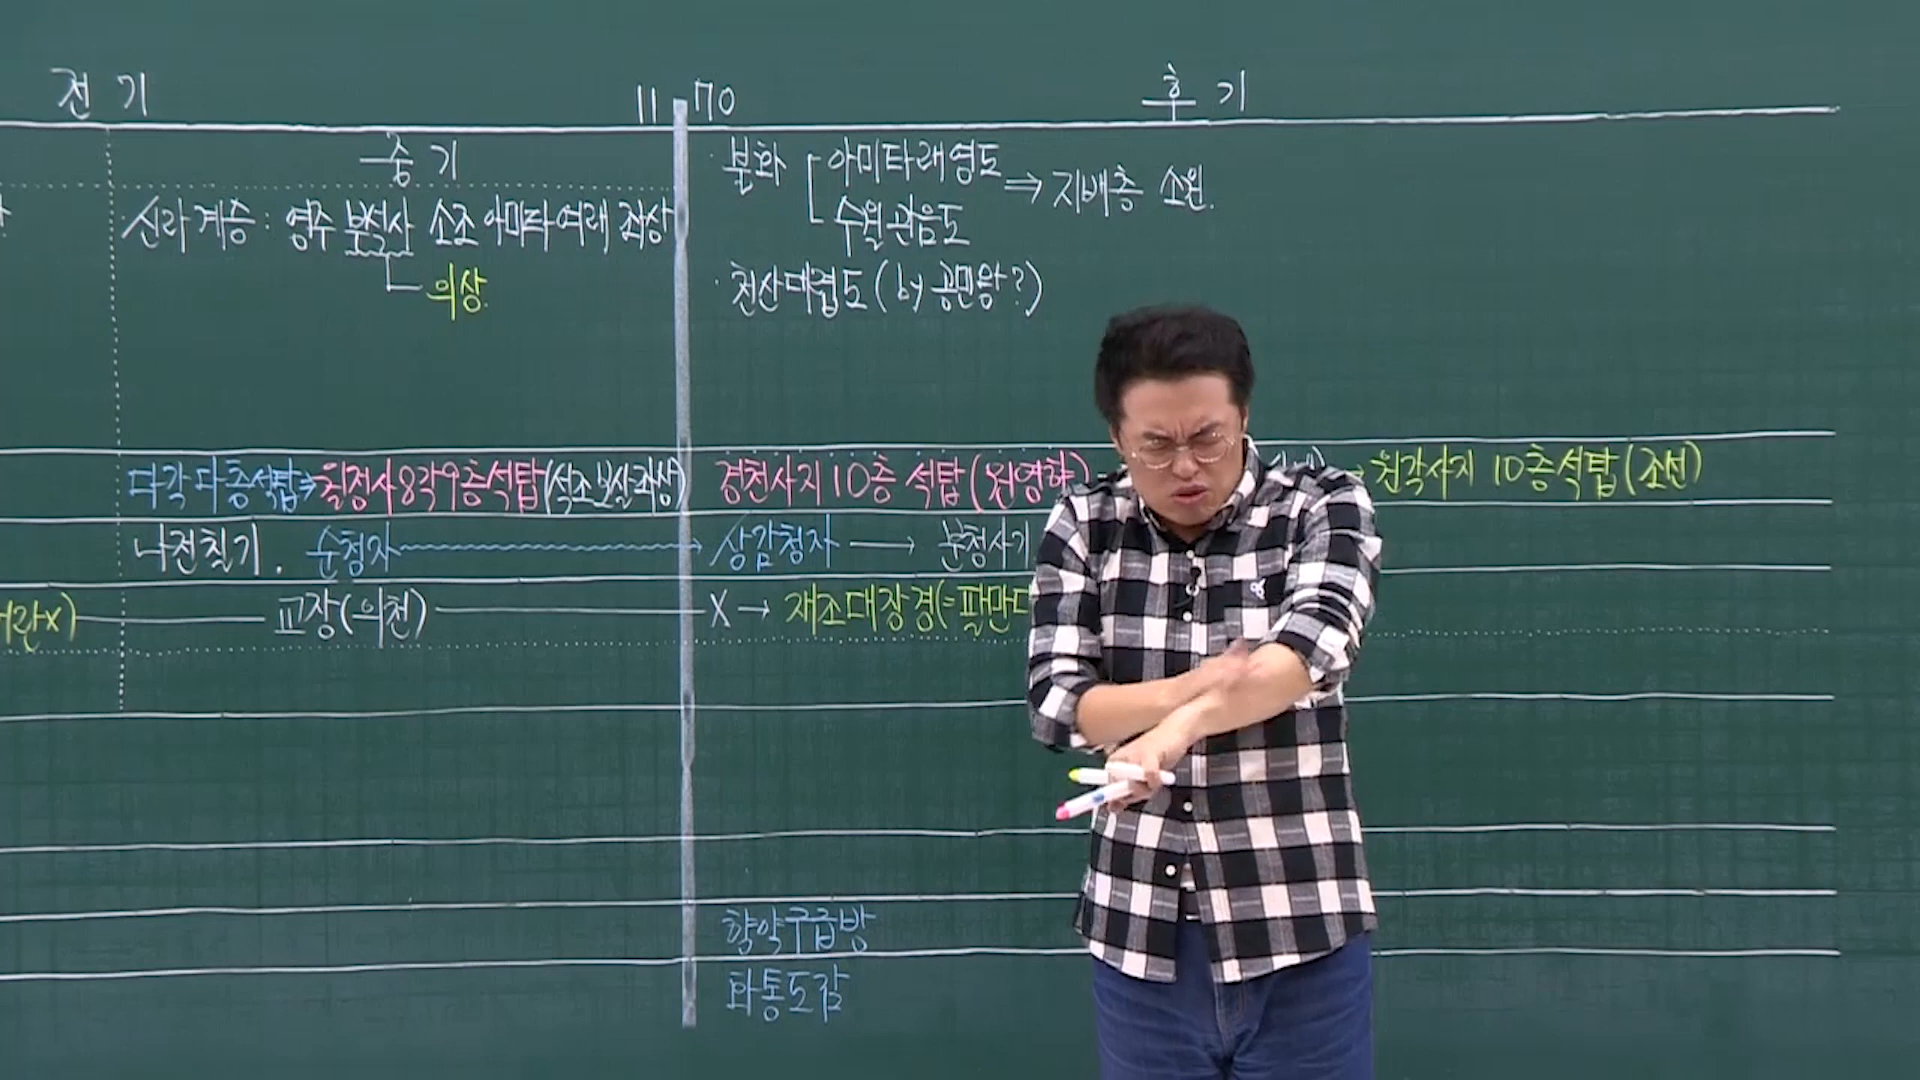 전기 1170 후기
중기
신라 계승 : 영주 부석사 소조 아미타여래 좌상
의상.
· 불화 아미타래영도
수월관음도
⇒ 지배층 소원.
· 천산대렵도 (by 공민왕?)
다각 다층석탑 → 월정사 8각 9층석탑 (석조보살좌상) 경천사지 10층 석탑 (원영향) → 원각사지 10층석탑 (조선)
나전칠기. 순청자 → 상감청자 → 분청사기
란X) 교장(의천) X → 재조대장경(=팔만대
향약구급방
화통도감